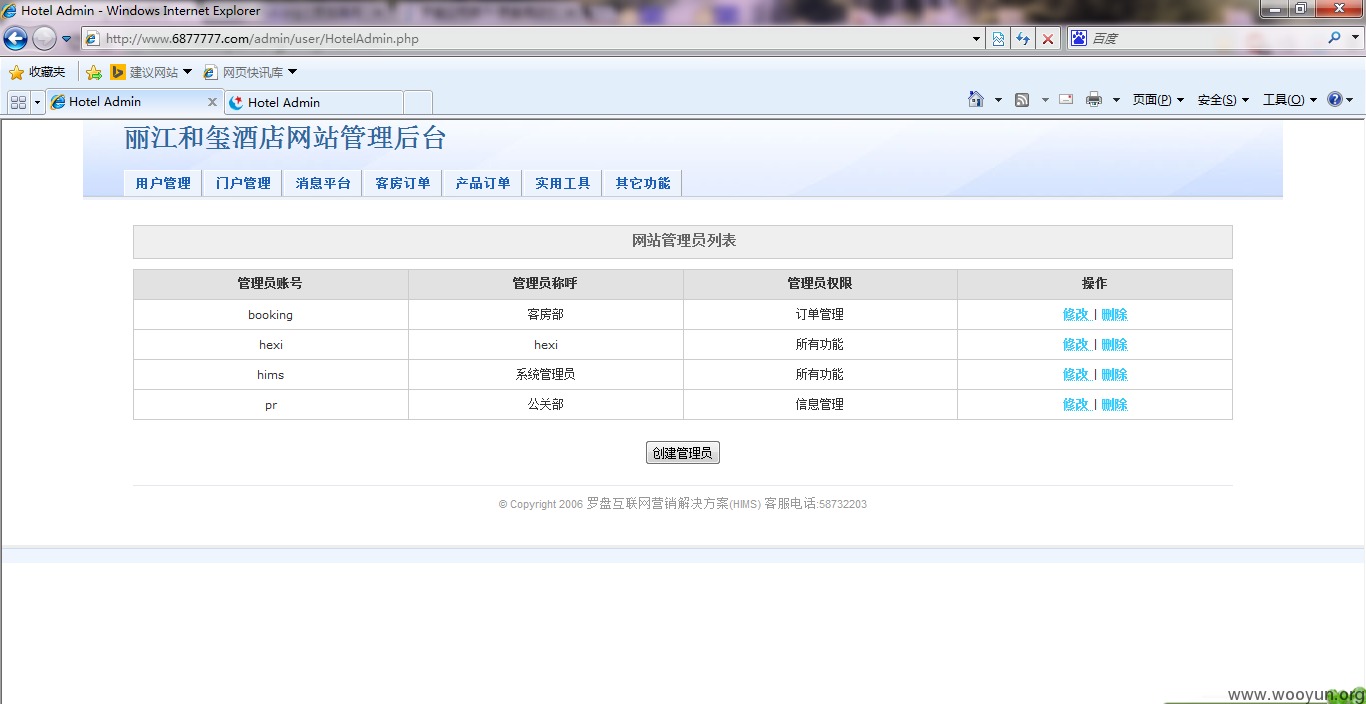 Hotel Admin - Windows Internet Explorer
http://www.6877777.com/admin/user/HotelAdmin.php
百度
收藏夹 建议网站 网页快讯库
Hotel Admin Hotel Admin 页面(P) 安全(S) 工具(O)
丽江和玺酒店网站管理后台
用户管理 门户管理 消息平台 客房订单 产品订单 实用工具 其它功能
网站管理员列表
管理员账号 管理员称呼 管理员权限 操作
booking 客房部 订单管理 修改 | 删除
hexi hexi 所有功能 修改 | 删除
hims 系统管理员 所有功能 修改 | 删除
pr 公关部 信息管理 修改 | 删除
创建管理员
© Copyright 2006 罗盘互联网营销解决方案(HIMS) 客服电话:58732203
www.wooyun.org